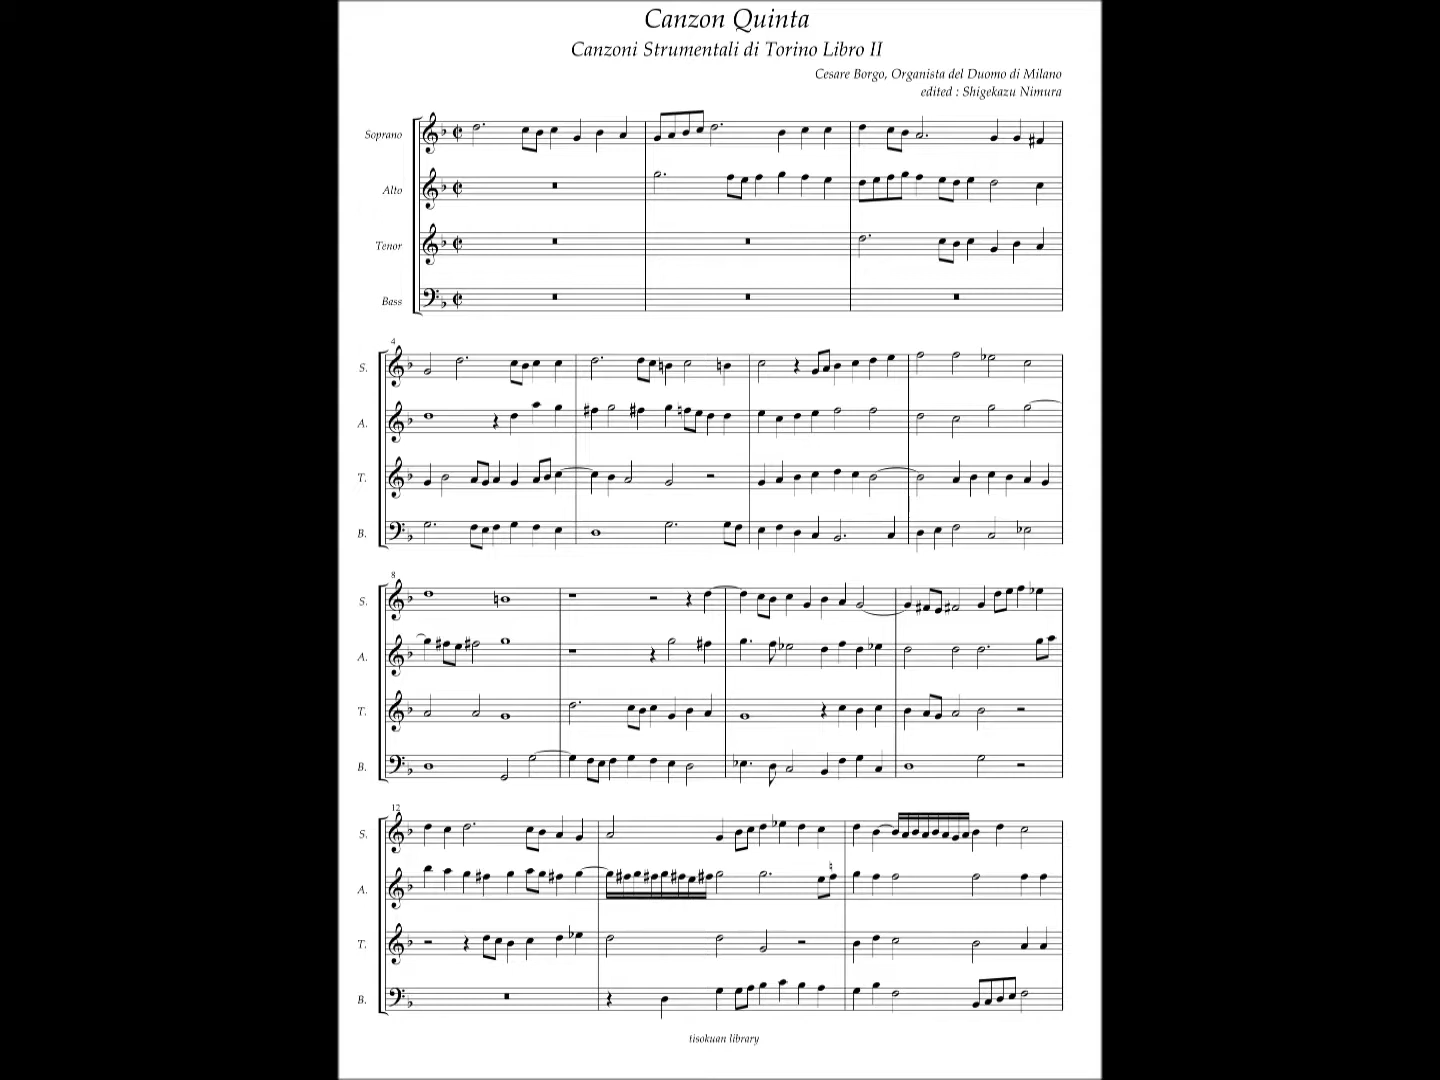 Canzon Quinta
Canzoni Strumentali di Torino Libro II
Cesare Borgo, Organista del Duomo di Milano
edited : Shigekazu Nimura
Soprano
Alto
Tenor
Bass
4
S.
A.
T.
B.
8
S.
A.
T.
B.
12
S.
A.
T.
B.
tisokuan library